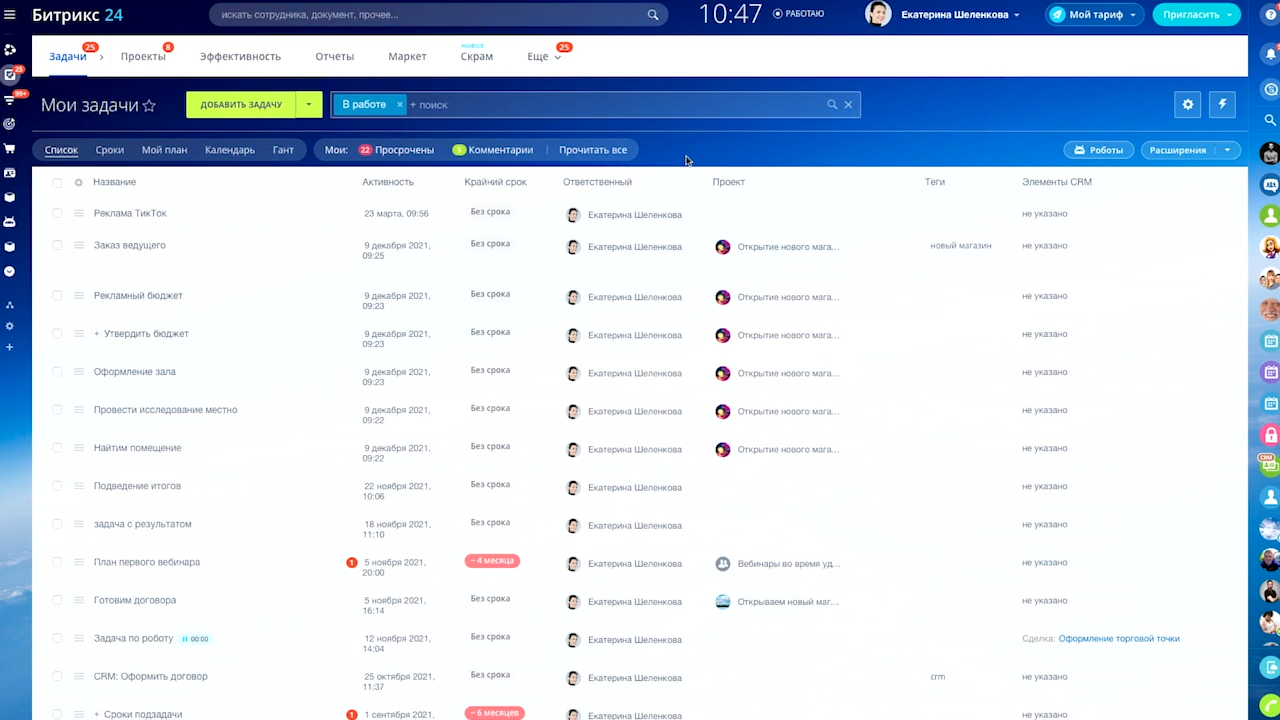 Битрикс 24
искать сотрудника, документ, прочее...
10:47
РАБОТАЮ
Екатерина Шеленкова
Мой тариф
Пригласить
Задачи 25
Проекты 8
Эффективность
Отчеты
Маркет
НОВОЕ
Скрам
Еще 25
25
99+
Мои задачи
ДОБАВИТЬ ЗАДАЧУ
В работе ×
+ поиск
Список
Сроки
Мой план
Календарь
Гант
Мои:
22 Просрочены
3 Комментарии
Прочитать все
Роботы
Расширения
Название
Активность
Крайний срок
Ответственный
Проект
Теги
Элементы CRM
Реклама ТикТок
23 марта, 09:56
Без срока
Екатерина Шеленкова
не указано
Заказ ведущего
9 декабря 2021,
09:25
Без срока
Екатерина Шеленкова
Открытие нового мага...
новый магазин
не указано
Рекламный бюджет
9 декабря 2021,
09:23
Без срока
Екатерина Шеленкова
Открытие нового мага...
не указано
+ Утвердить бюджет
9 декабря 2021,
09:23
Без срока
Екатерина Шеленкова
Открытие нового мага...
не указано
Оформление зала
9 декабря 2021,
09:23
Без срока
Екатерина Шеленкова
Открытие нового мага...
не указано
Провести исследование местно
9 декабря 2021,
09:22
Без срока
Екатерина Шеленкова
Открытие нового мага...
не указано
Найтим помещение
9 декабря 2021,
09:22
Без срока
Екатерина Шеленкова
Открытие нового мага...
не указано
Подведение итогов
22 ноября 2021,
10:06
Без срока
Екатерина Шеленкова
не указано
задача с результатом
18 ноября 2021,
11:10
Без срока
Екатерина Шеленкова
не указано
План первого вебинара
1
5 ноября 2021,
20:00
− 4 месяца
Екатерина Шеленкова
Вебинары во время уд...
не указано
Готовим договора
5 ноября 2021,
16:14
Без срока
Екатерина Шеленкова
Открываем новый маг...
не указано
Задача по роботу
00:00
12 ноября 2021,
14:04
Без срока
Екатерина Шеленкова
Сделка: Оформление торговой точки
CRM: Оформить договор
25 октября 2021,
11:37
Без срока
Екатерина Шеленкова
crm
не указано
+ Сроки подзадачи
1
1 сентября 2021,
− 6 месяцев
Екатерина Шеленкова
не указано
CRM